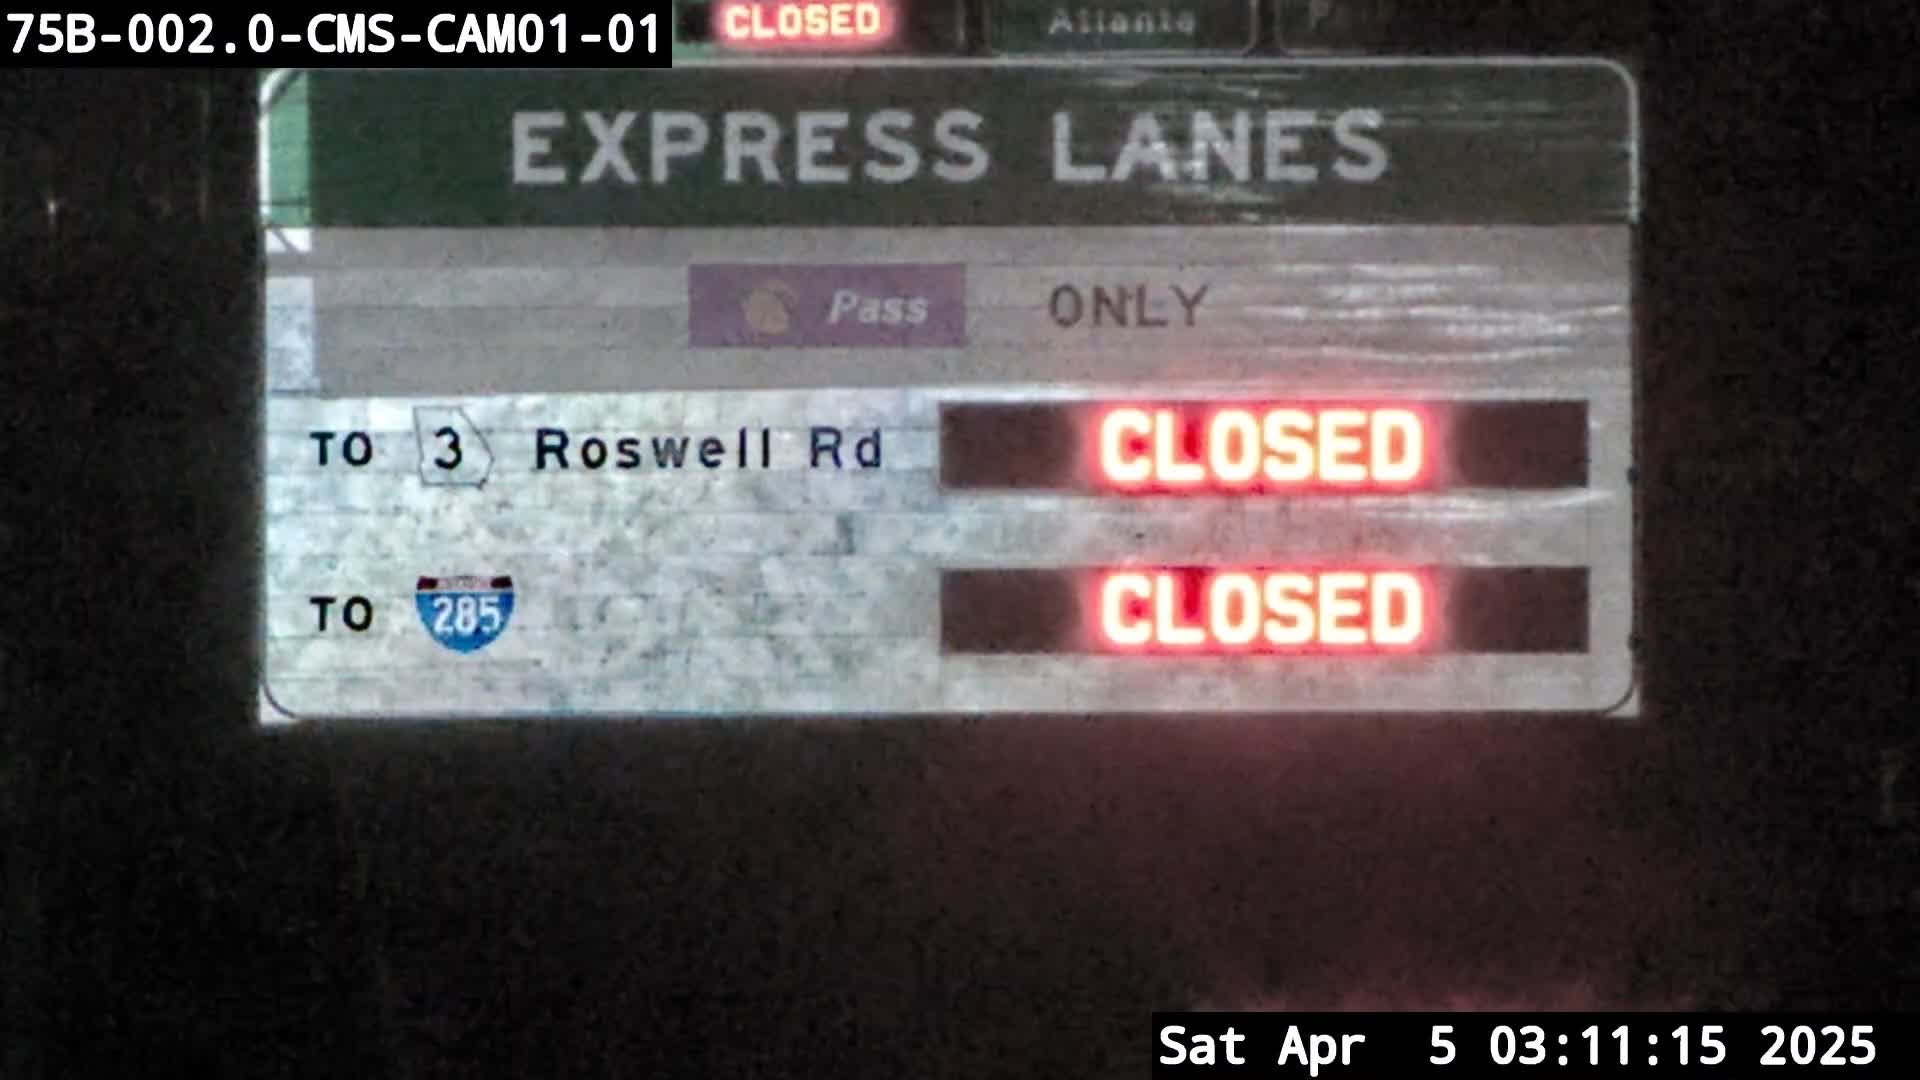 75B-002.0-CMS-CAM01-01
CLOSED
Atlanta
EXPRESS LANES
Pass ONLY
TO 3 Roswell Rd CLOSED
TO 285 CLOSED
Sat Apr 5 03:11:15 2025